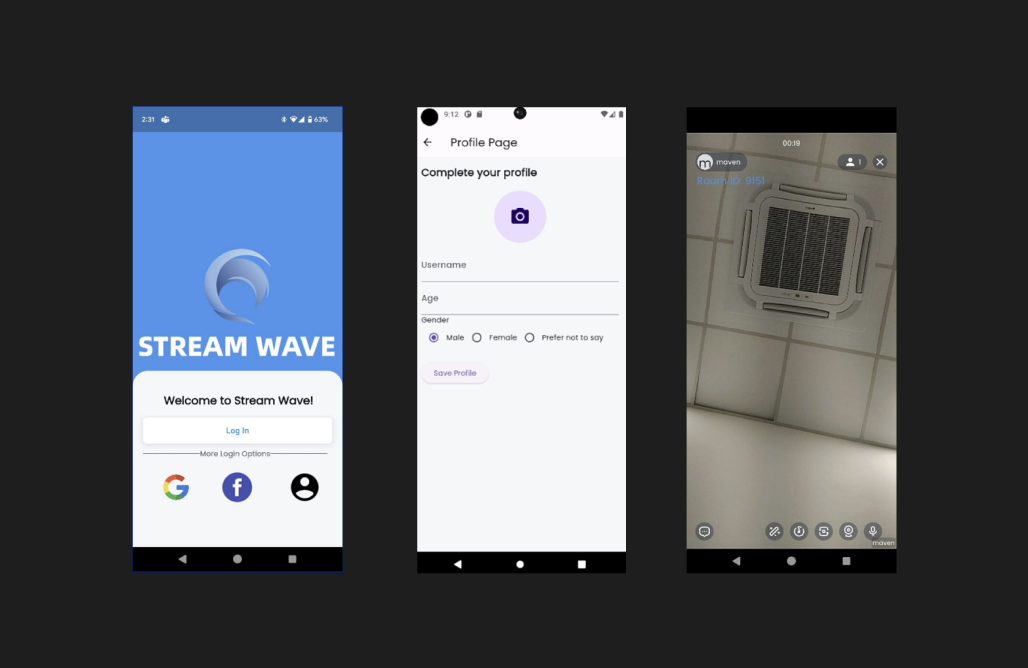 2:31
63%
STREAM WAVE
Welcome to Stream Wave!
Log In
More Login Options
9:12
Profile Page
Complete your profile
Username
Age
Gender
Male Female Prefer not to say
Save Profile
00:19
m maven 1
Room ID: 9151
maven